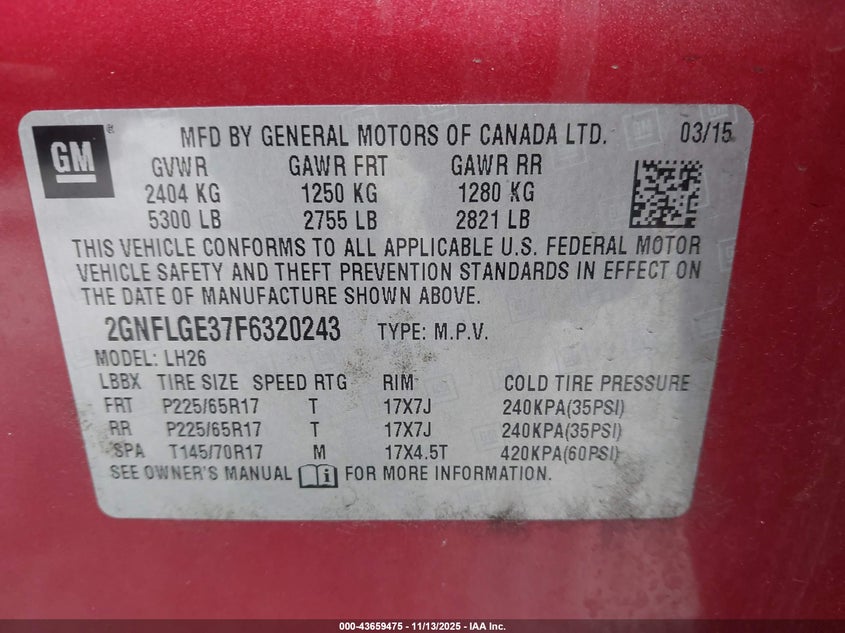 GM
MFD BY GENERAL MOTORS OF CANADA LTD. 03/15
GVWR GAWR FRT GAWR RR
2404 KG 1250 KG 1280 KG
5300 LB 2755 LB 2821 LB
THIS VEHICLE CONFORMS TO ALL APPLICABLE U.S. FEDERAL MOTOR
VEHICLE SAFETY AND THEFT PREVENTION STANDARDS IN EFFECT ON
THE DATE OF MANUFACTURE SHOWN ABOVE.
2GNFLGE37F6320243 TYPE: M.P.V.
MODEL: LH26
LBBX TIRE SIZE SPEED RTG RIM COLD TIRE PRESSURE
FRT P225/65R17 T 17X7J 240KPA(35PSI)
RR P225/65R17 T 17X7J 240KPA(35PSI)
SPA T145/70R17 M 17X4.5T 420KPA(60PSI)
SEE OWNER'S MANUAL i FOR MORE INFORMATION.
000-43659475 - 11/13/2025 - IAA Inc.